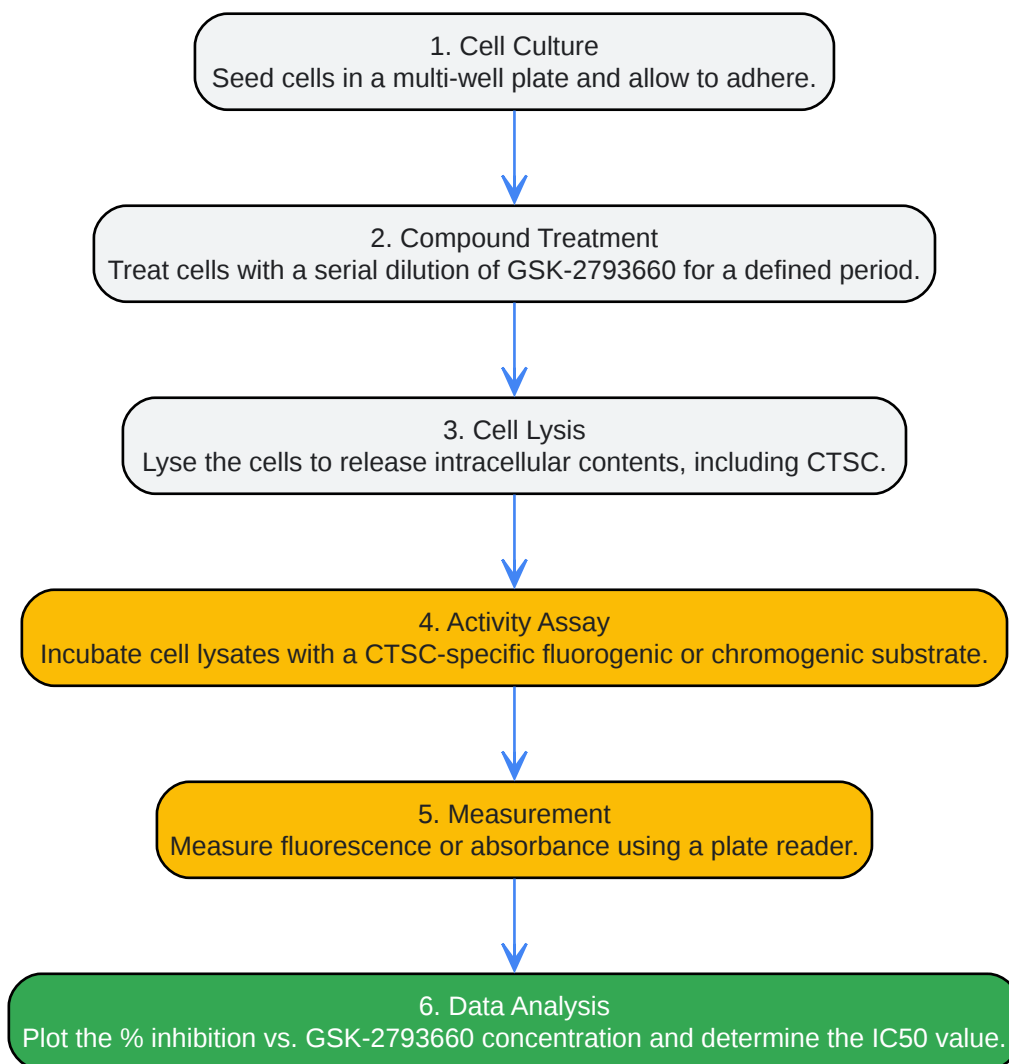 1. Cell Culture
Seed cells in a multi-well plate and allow to adhere.
2. Compound Treatment
Treat cells with a serial dilution of GSK-2793660 for a defined period.
3. Cell Lysis
Lyse the cells to release intracellular contents, including CTSC.
4. Activity Assay
Incubate cell lysates with a CTSC-specific fluorogenic or chromogenic substrate.
5. Measurement
Measure fluorescence or absorbance using a plate reader.
6. Data Analysis
Plot the % inhibition vs. GSK-2793660 concentration and determine the IC50 value.